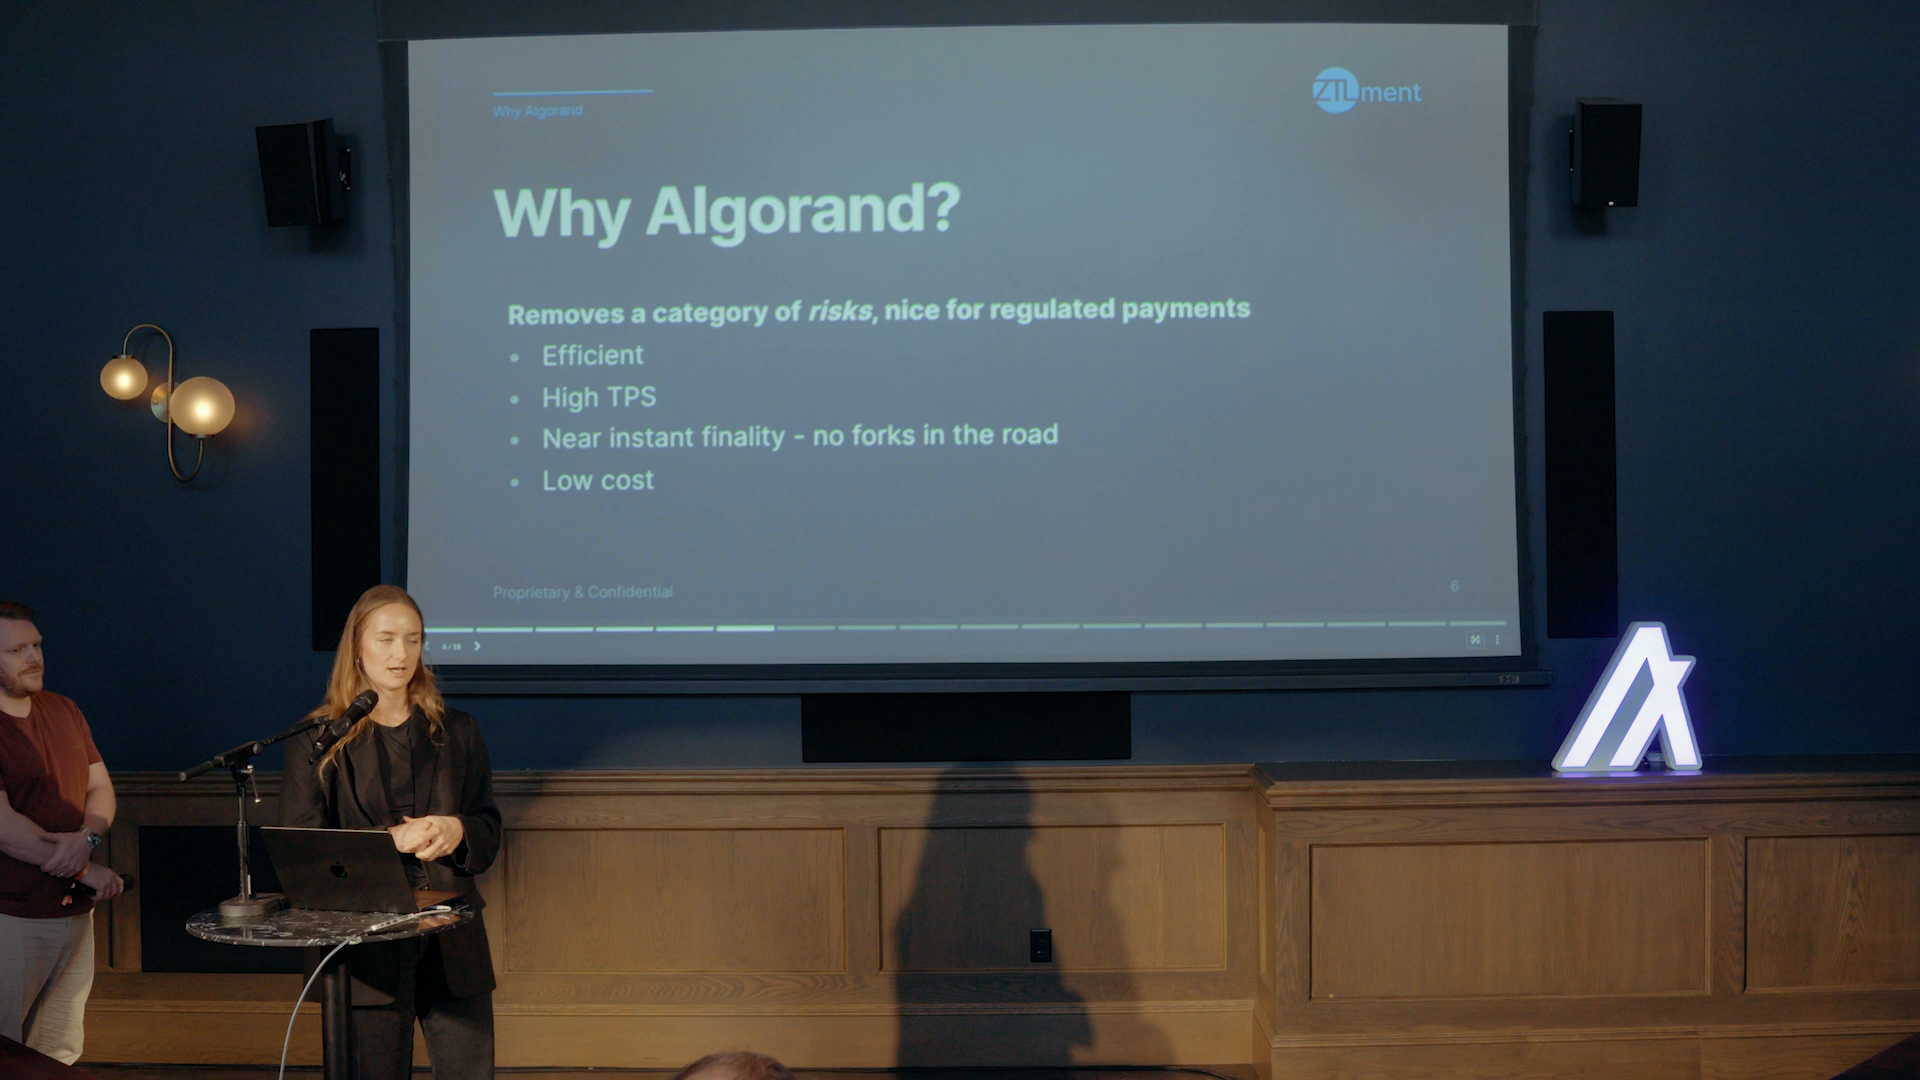 Why Algorand
ZTLment
Why Algorand?
Removes a category of risks, nice for regulated payments
• Efficient
• High TPS
• Near instant finality - no forks in the road
• Low cost
Proprietary & Confidential
6